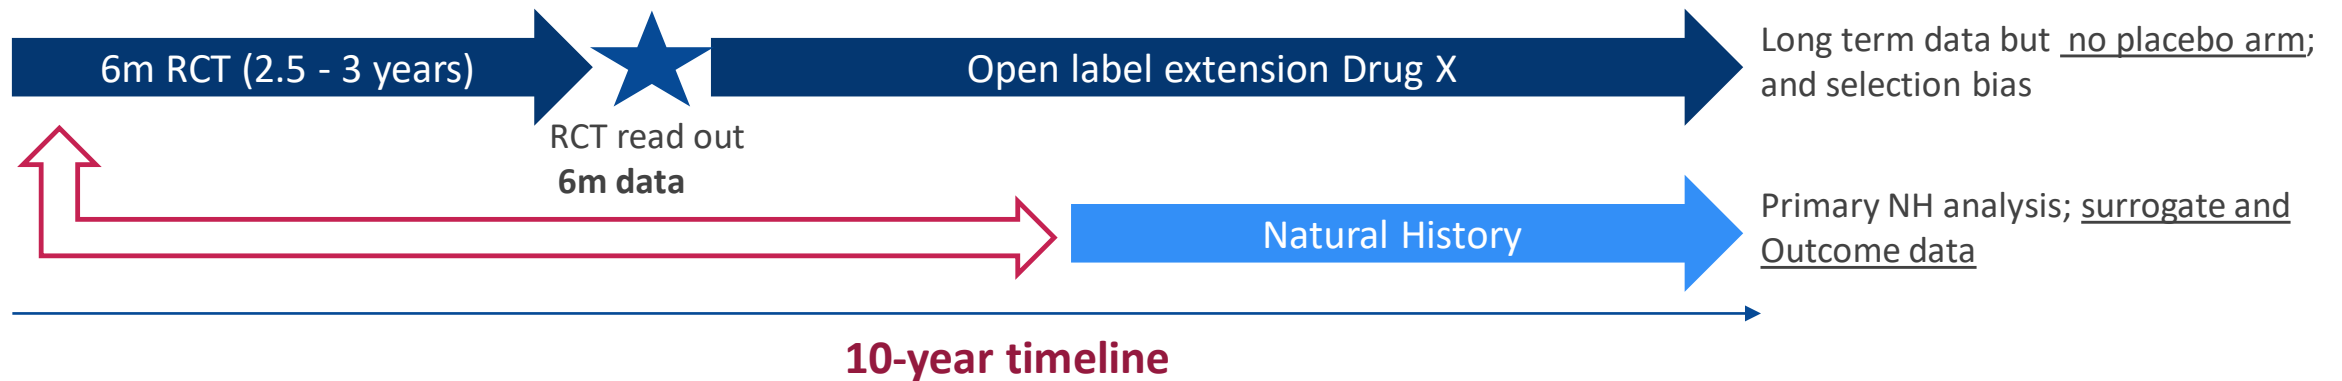 6m RCT (2.5 - 3 years)
Open label extension Drug X
Long term data but no placebo arm;
and selection bias
RCT read out
6m data
Natural History
Primary NH analysis; surrogate and
Outcome data
10-year timeline